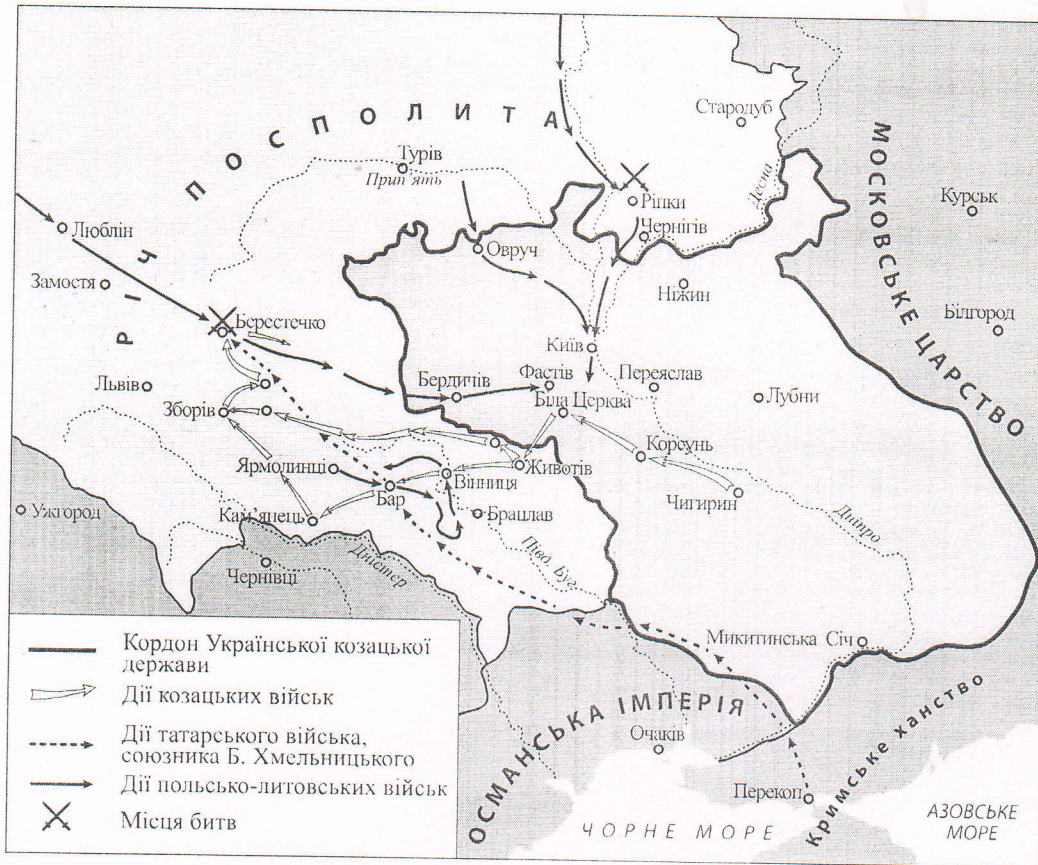 РІЧ ПОСПОЛИТА
МОСКОВСЬКЕ ЦАРСТВО
Стародуб
Турів
Прип'ять
Десна
Ріпки
Курськ
Люблін
Чернігів
Овруч
Замостя
Ніжин
Берестечко
Білгород
Київ
Львів
Бердичів
Фастів
Переяслав
Лубни
Зборів
Біла Церква
Корсунь
Ярмолинці
Животів
Вінниця
Бар
Чигирин
Ужгород
Кам'янець
Брацлав
Дніпро
Дністер
Півд. Буг
Чернівці
Микитинська Січ
Кордон Української козацької
держави
Дії козацьких військ
Дії татарського війська,
союзника Б. Хмельницького
Дії польсько-литовських військ
Місця битв
ОСМАНСЬКА ІМПЕРІЯ
Очаків
Кримське ханство
Перекоп
ЧОРНЕ МОРЕ
АЗОВСЬКЕ
МОРЕ